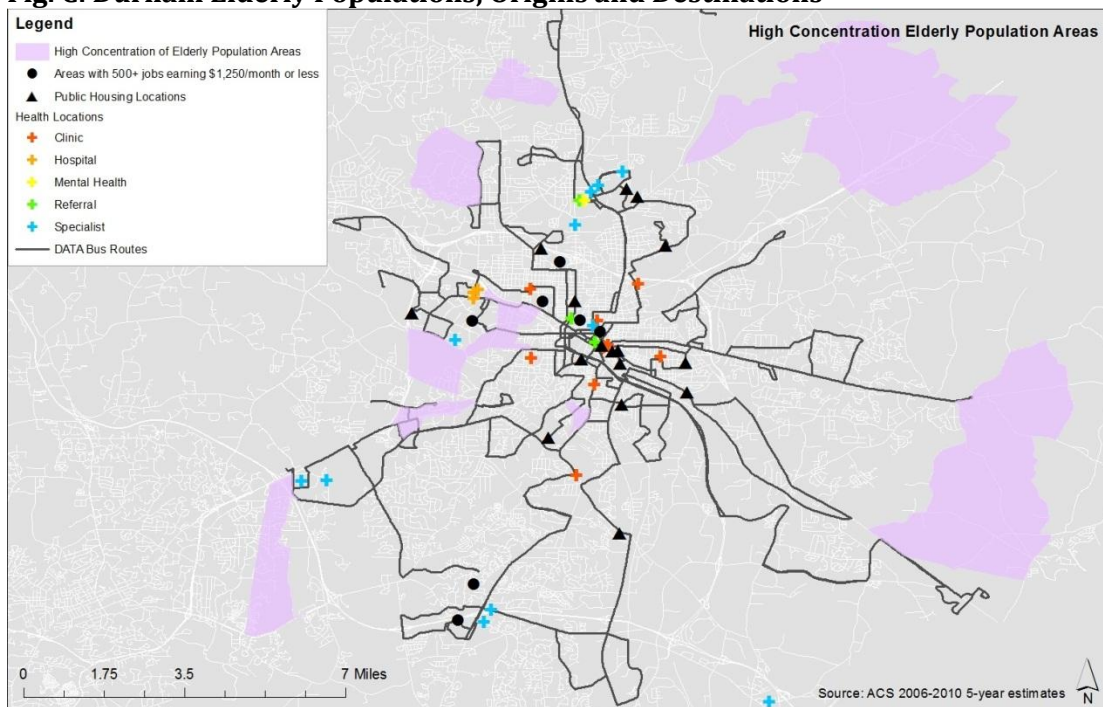 Fig. C: Durham Elderly Populations, Origins and Destinations
Legend
High Concentration of Elderly Population Areas
Areas with 500+ jobs earning $1,250/month or less
Public Housing Locations
Health Locations
Clinic
Hospital
Mental Health
Referral
Specialist
DATA Bus Routes
High Concentration Elderly Population Areas
0 1.75 3.5 7 Miles
Source: ACS 2006-2010 5-year estimates
N